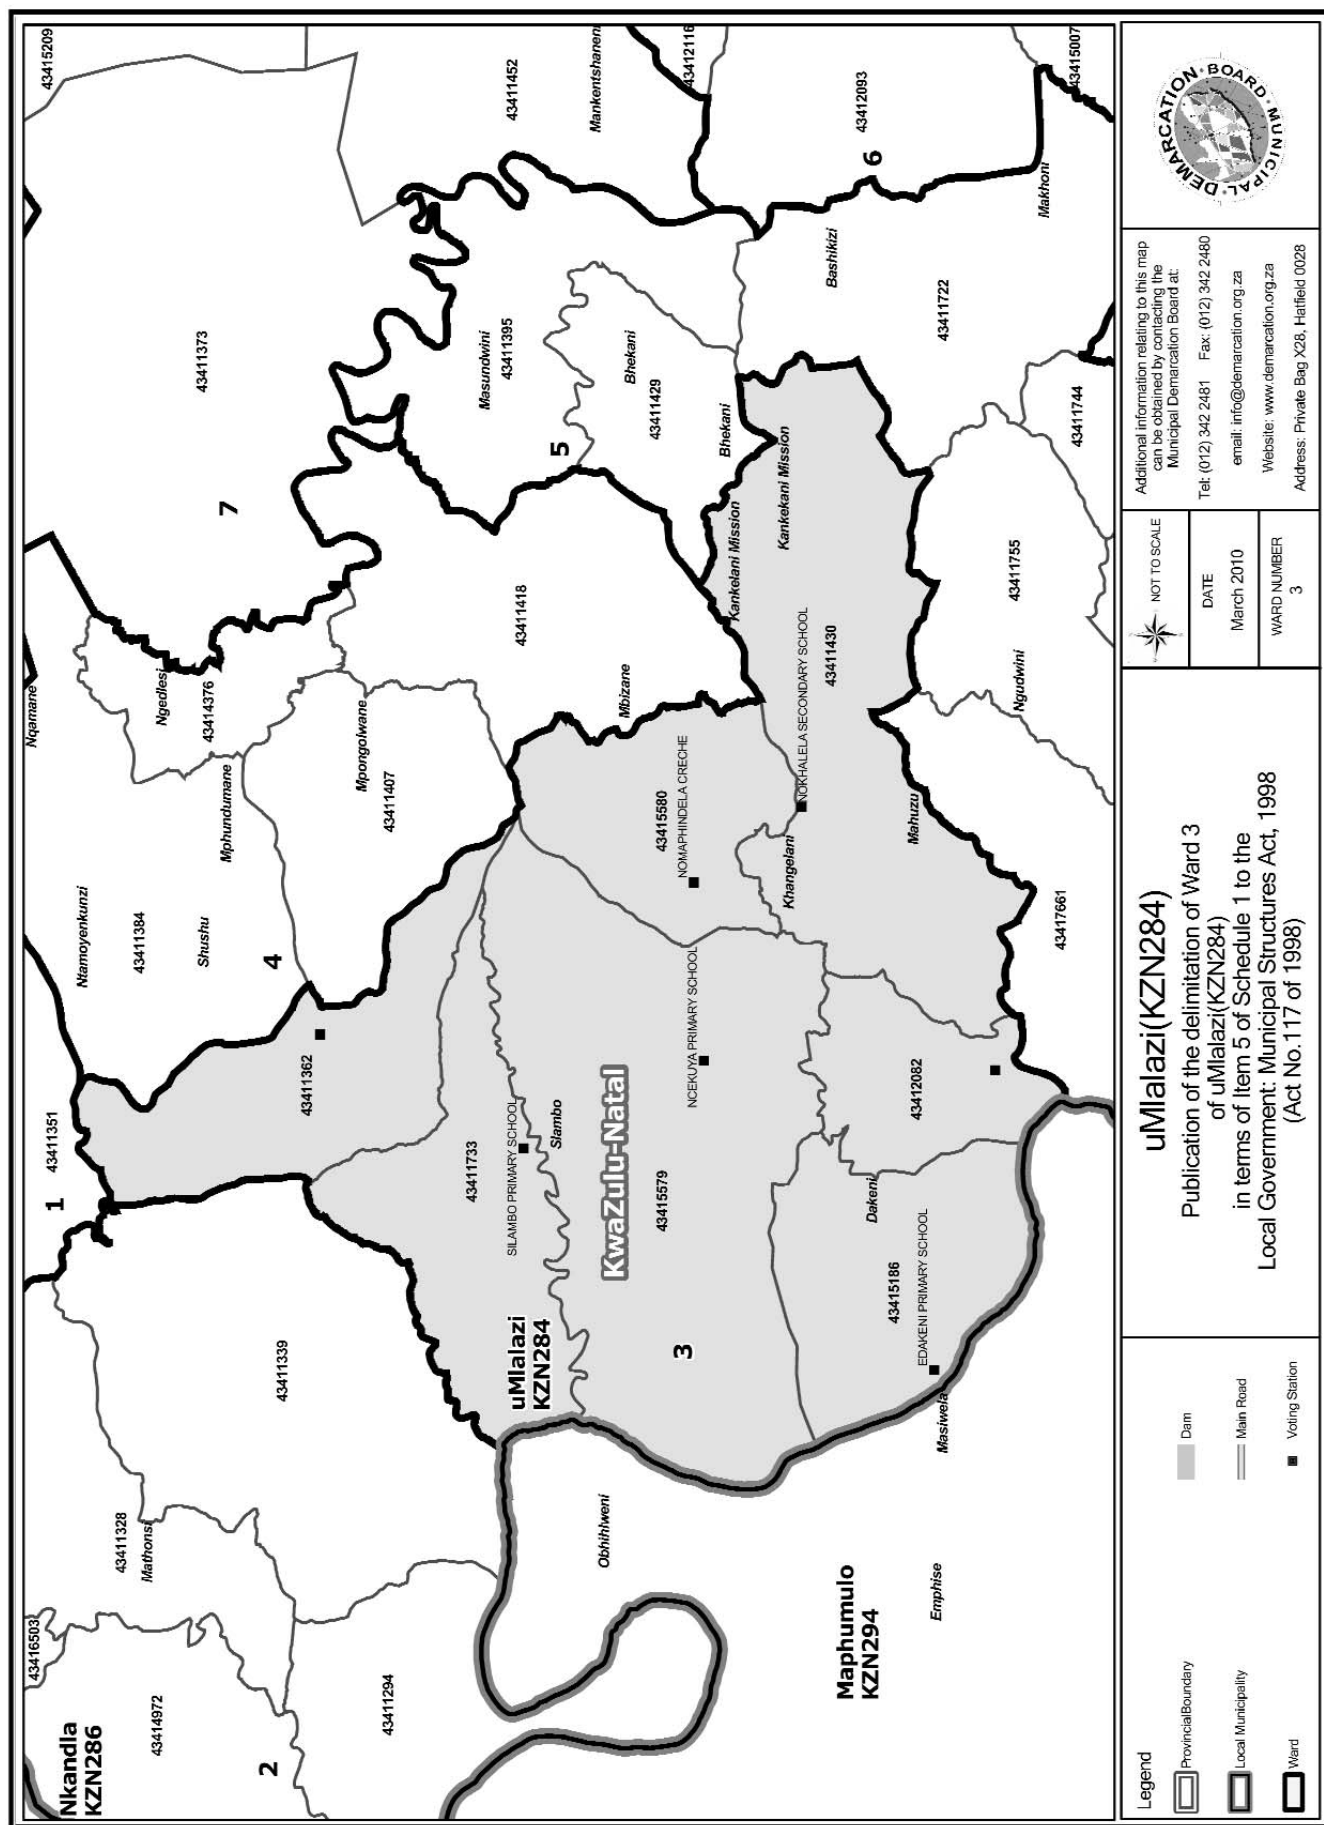 Nkandla
KZN286
43416503
43414972
2
43411294
43411328
Mathonsi
43411339
1
43411351
43411362
Ntamoyenkunzi
43411384
Shushu
4
Mphundumane
Nqamane
Ngedlesi
43414376
Mpongolwane
43411407
7
43411373
43415209
43411452
Mankentshaneni
43412116
Masundwini
43411395
5
Bhekani
43411429
Bhekani
43411418
Mbizane
Kankelani Mission
Kankekani Mission
Bashikizi
43412093
6
Makhoni
43415007
43411722
43411744
43411755
Ngudwini
43411733
SILAMBO PRIMARY SCHOOL
Slambo
uMlalazi
KZN284
KwaZulu-Natal
43415579
3
NCEKUYA PRIMARY SCHOOL
43415580
NOMAPHINDELA CRECHE
Khangelani
NOKHALELA SECONDARY SCHOOL
43411430
Mahuzu
43417661
43412082
Dakeni
43415186
EDAKENI PRIMARY SCHOOL
Masiwela
Obhihlweni
Maphumulo
KZN294
Emphise
Legend
ProvincialBoundary
Local Municipality
Ward
Dam
Main Road
Voting Station
uMlalazi(KZN284)
Publication of the delimitation of Ward 3
of uMlalazi(KZN284)
in terms of Item 5 of Schedule 1 to the
Local Government: Municipal Structures Act, 1998
(Act No.117 of 1998)
NOT TO SCALE
DATE
March 2010
WARD NUMBER
3
Additional information relating to this map
can be obtained by contacting the
Municipal Demarcation Board at:
Tel: (012) 342 2481 Fax: (012) 342 2480
email: info@demarcation.org.za
Website: www.demarcation.org.za
Address: Private Bag X28, Hatfield 0028
MUNICIPAL DEMARCATION BOARD